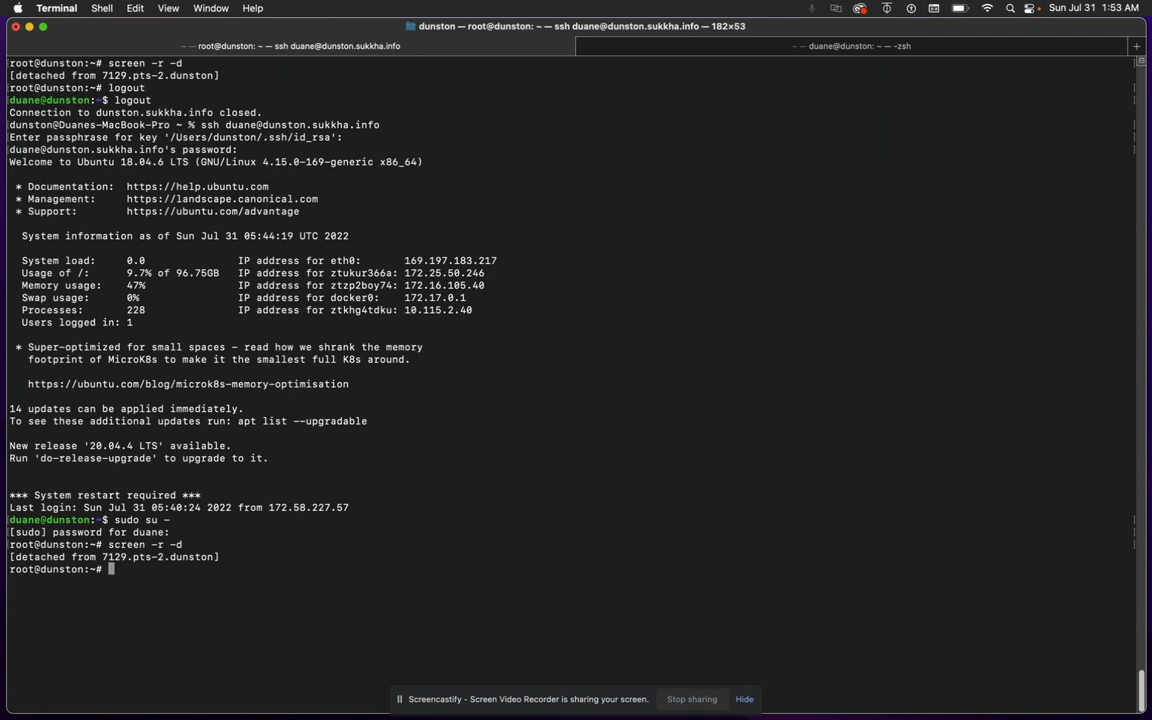 Terminal Shell Edit View Window Help Sun Jul 31 1:53 AM
dunston — root@dunston: ~ — ssh duane@dunston.sukkha.info — 182×53
~ — root@dunston: ~ — ssh duane@dunston.sukkha.info ~ — duane@dunston: ~ — -zsh +
root@dunston:~# screen -r -d
[detached from 7129.pts-2.dunston]
root@dunston:~# logout
duane@dunston:~$ logout
Connection to dunston.sukkha.info closed.
dunston@Duanes-MacBook-Pro ~ % ssh duane@dunston.sukkha.info
Enter passphrase for key '/Users/dunston/.ssh/id_rsa':
duane@dunston.sukkha.info's password:
Welcome to Ubuntu 18.04.6 LTS (GNU/Linux 4.15.0-169-generic x86_64)
* Documentation: https://help.ubuntu.com
* Management: https://landscape.canonical.com
* Support: https://ubuntu.com/advantage
System information as of Sun Jul 31 05:44:19 UTC 2022
System load: 0.0 IP address for eth0: 169.197.183.217
Usage of /: 9.7% of 96.75GB IP address for ztukur366a: 172.25.50.246
Memory usage: 47% IP address for ztzp2boy74: 172.16.105.40
Swap usage: 0% IP address for docker0: 172.17.0.1
Processes: 228 IP address for ztkhg4tdku: 10.115.2.40
Users logged in: 1
* Super-optimized for small spaces - read how we shrank the memory
footprint of MicroK8s to make it the smallest full K8s around.
https://ubuntu.com/blog/microk8s-memory-optimisation
14 updates can be applied immediately.
To see these additional updates run: apt list --upgradable
New release '20.04.4 LTS' available.
Run 'do-release-upgrade' to upgrade to it.
*** System restart required ***
Last login: Sun Jul 31 05:40:24 2022 from 172.58.227.57
duane@dunston:~$ sudo su -
[sudo] password for duane:
root@dunston:~# screen -r -d
[detached from 7129.pts-2.dunston]
root@dunston:~#
Screencastify - Screen Video Recorder is sharing your screen. Stop sharing Hide